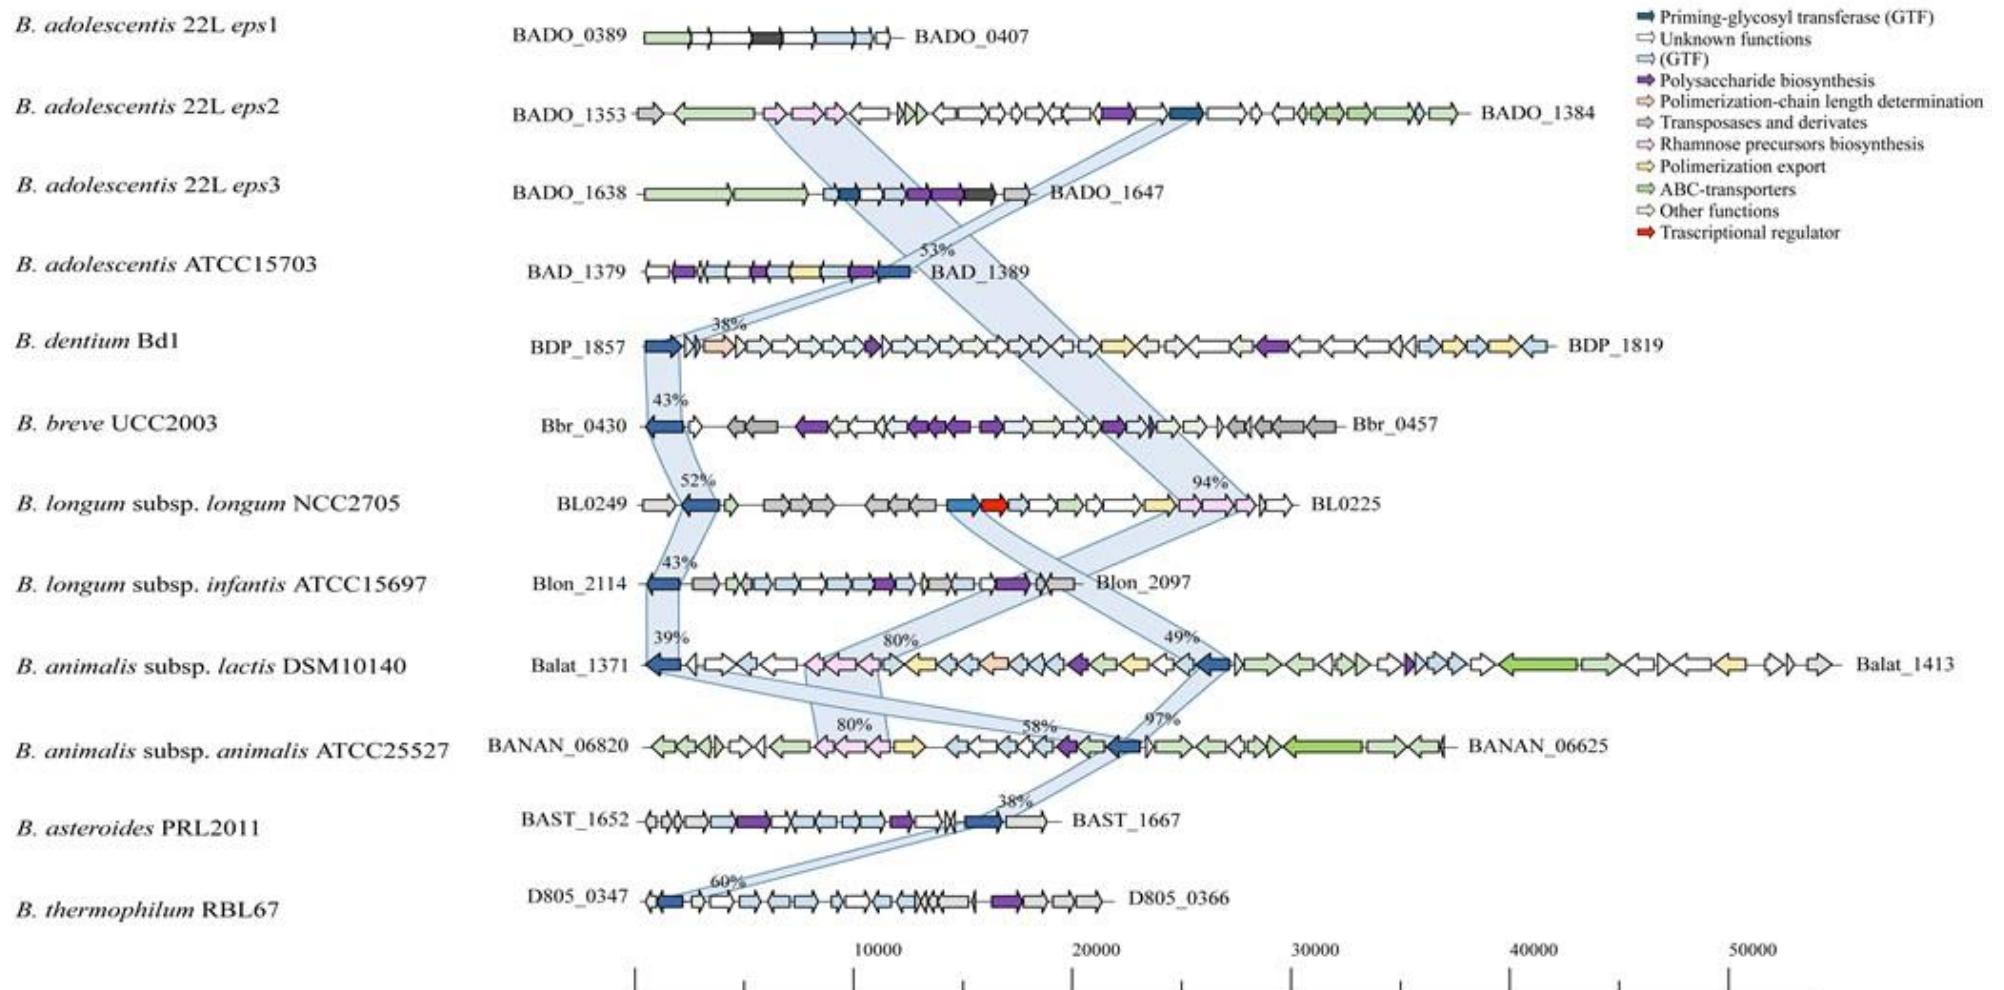 B. adolescentis 22L eps1 BADO_0389 BADO_0407
B. adolescentis 22L eps2 BADO_1353 BADO_1384
B. adolescentis 22L eps3 BADO_1638 BADO_1647
53%
B. adolescentis ATCC15703 BAD_1379 BAD_1389
38%
B. dentium Bd1 BDP_1857 BDP_1819
43%
B. breve UCC2003 Bbr_0430 Bbr_0457
52% 94%
B. longum subsp. longum NCC2705 BL0249 BL0225
43%
B. longum subsp. infantis ATCC15697 Blon_2114 Blon_2097
39% 80% 49%
B. animalis subsp. lactis DSM10140 Balat_1371 Balat_1413
80% 58% 97%
B. animalis subsp. animalis ATCC25527 BANAN_06820 BANAN_06625
38%
B. asteroides PRL2011 BAST_1652 BAST_1667
60%
B. thermophilum RBL67 D805_0347 D805_0366
10000 20000 30000 40000 50000
Priming-glycosyl transferase (GTF)
Unknown functions
(GTF)
Polysaccharide biosynthesis
Polimerization-chain length determination
Transposases and derivates
Rhamnose precursors biosynthesis
Polimerization export
ABC-transporters
Other functions
Trascriptional regulator